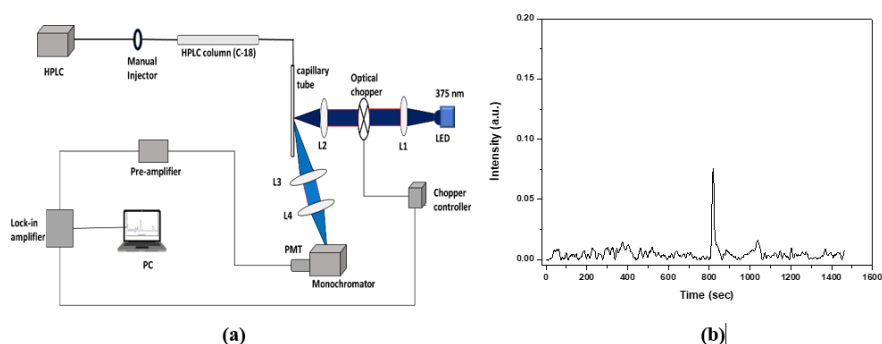 HPLC
Manual
Injector
HPLC column (C-18)
capillary
tube
Optical
chopper
375 nm
LED
L2
L1
Pre-amplifier
L3
L4
Chopper
controller
Lock-in
amplifier
PC
PMT
Monochromator
(a)
0.20
0.15
0.10
0.05
0.00
Intensity (a.u.)
0 200 400 600 800 1000 1200 1400 1600
Time (sec)
(b)